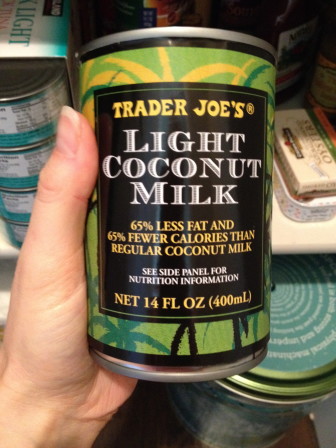 TRADER JOE'S®
LIGHT
COCONUT
MILK
65% LESS FAT AND
65% FEWER CALORIES THAN
REGULAR COCONUT MILK
SEE SIDE PANEL FOR
NUTRITION INFORMATION
NET 14 FL OZ (400mL)
LIGHT